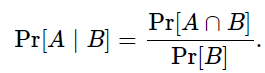 Pr[A | B] = Pr[A ∩ B] / Pr[B].